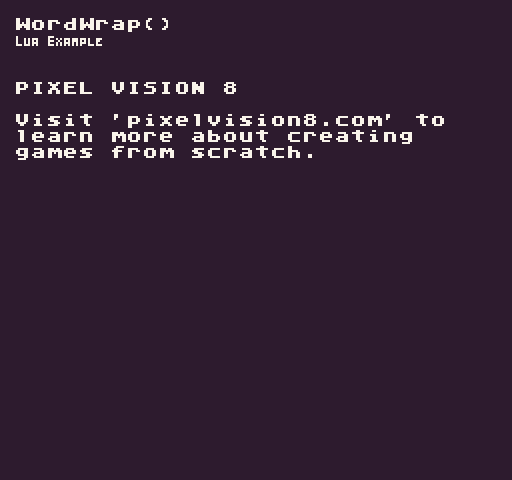 WordWrap()
Lua Example
PIXEL VISION 8
Visit 'pixelvision8.com' to
learn more about creating
games from scratch.